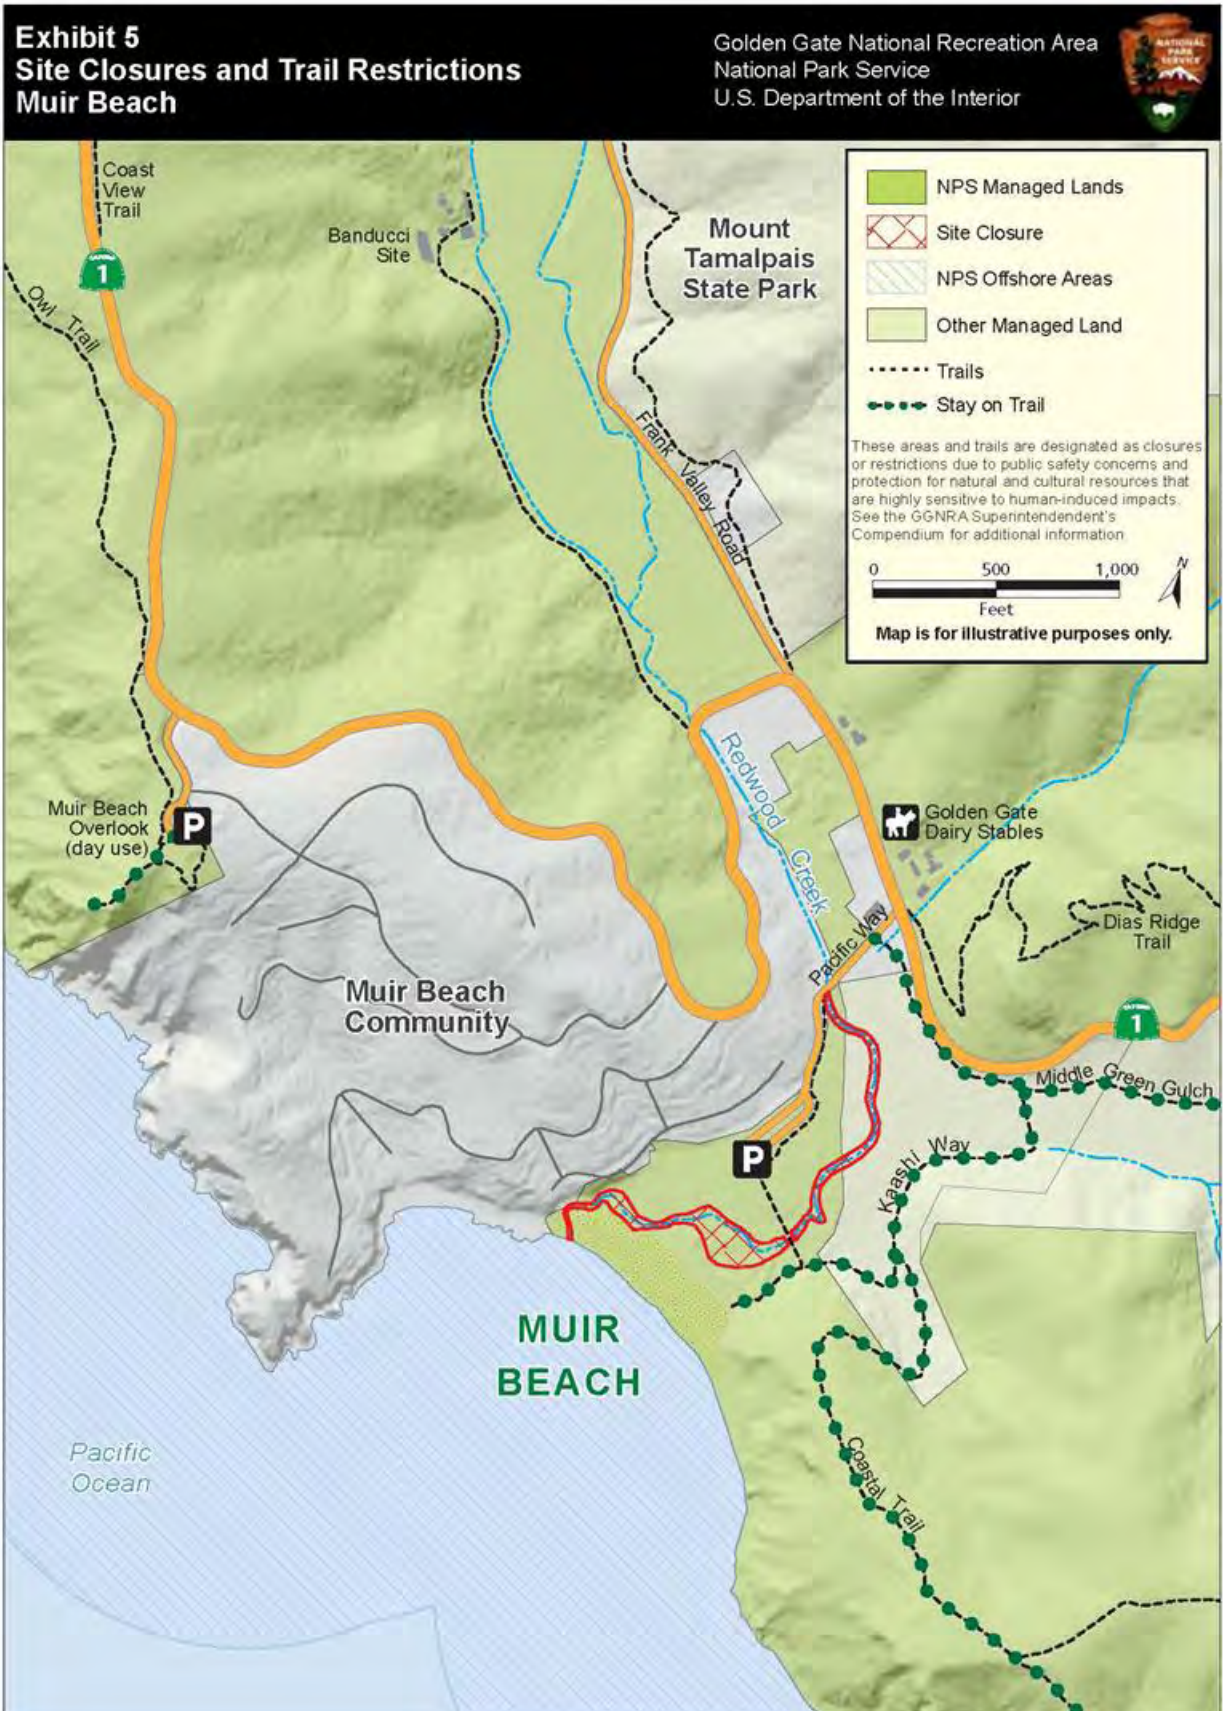 Exhibit 5
Site Closures and Trail Restrictions
Muir Beach
Golden Gate National Recreation Area
National Park Service
U.S. Department of the Interior
NATIONAL
PARK
SERVICE
Coast
View
Trail
1
Owl Trail
Banducci
Site
Mount
Tamalpais
State Park
Frank Valley Road
NPS Managed Lands
Site Closure
NPS Offshore Areas
Other Managed Land
Trails
Stay on Trail
These areas and trails are designated as closures
or restrictions due to public safety concerns and
protection for natural and cultural resources that
are highly sensitive to human-induced impacts.
See the GGNRA Superintendendent's
Compendium for additional information
0 500 1,000
Feet
N
Map is for illustrative purposes only.
Redwood Creek
Muir Beach
Overlook
(day use)
P
Golden Gate
Dairy Stables
Dias Ridge
Trail
Pacific Way
Muir Beach
Community
1
Middle Green Gulch
Kaashi Way
P
MUIR
BEACH
Pacific
Ocean
Coastal Trail